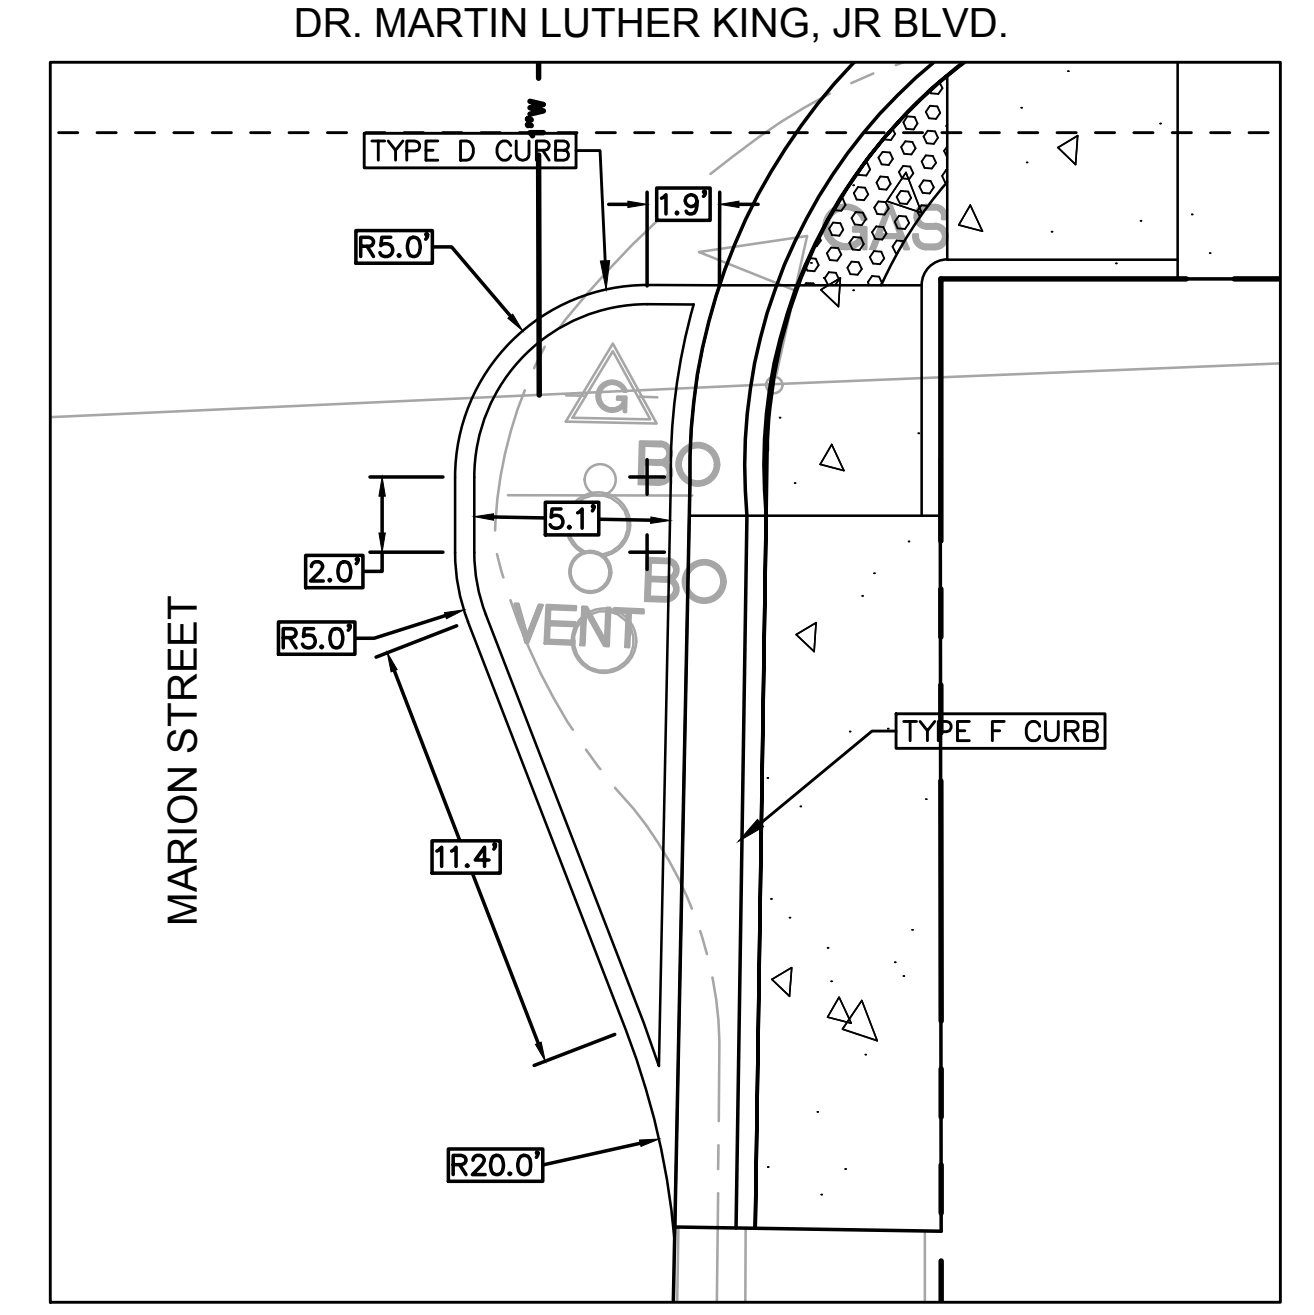 DR. MARTIN LUTHER KING, JR BLVD.
TYPE D CURB
1.9'
R5.0'
GAS
G
BO
5.1'
2.0'
BO
VENT
R5.0'
MARION STREET
TYPE F CURB
11.4'
R20.0'